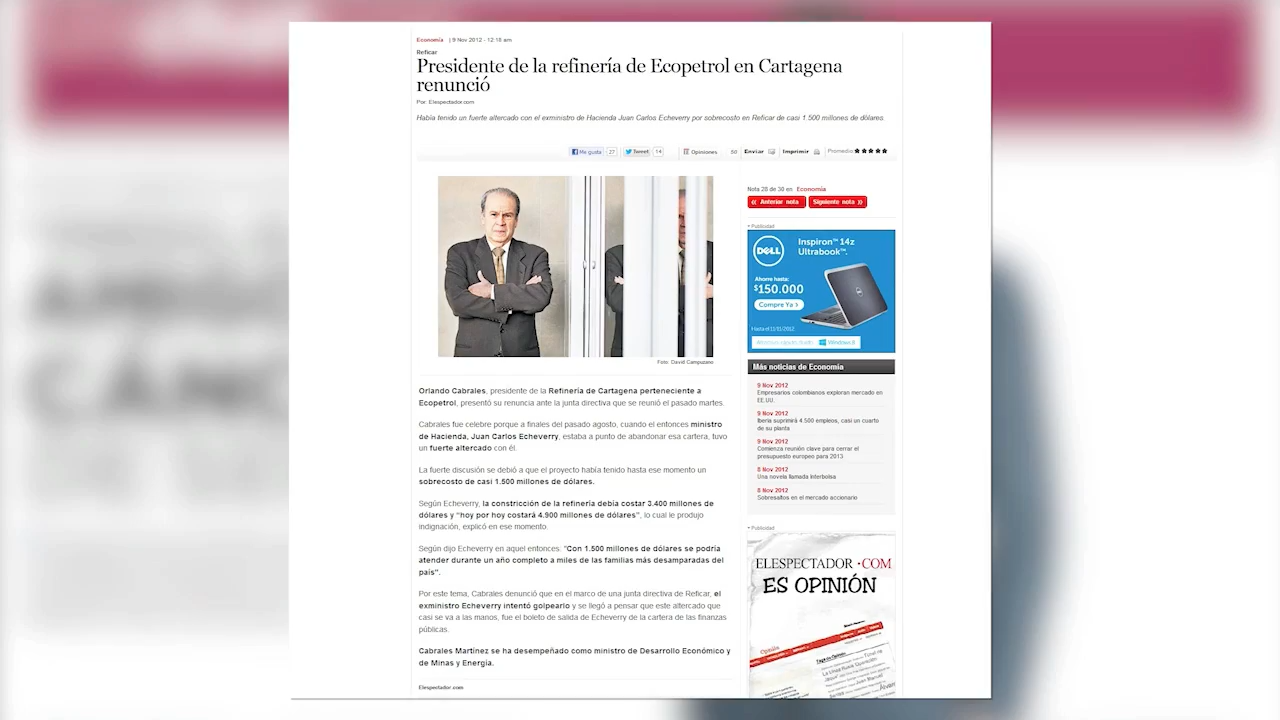 Economía | 9 Nov 2012 - 12:18 am
Reficar
Presidente de la refinería de Ecopetrol en Cartagena
renunció
Por: Elespectador.com
Había tenido un fuerte altercado con el exministro de Hacienda Juan Carlos Echeverry por sobrecosto en Reficar de casi 1.500 millones de dólares.
Me gusta 27 Tweet 14 Opiniones 50 Enviar Imprimir Promedio
Foto: David Campuzano
Orlando Cabrales, presidente de la Refinería de Cartagena perteneciente a
Ecopetrol, presentó su renuncia ante la junta directiva que se reunió el pasado martes.
Cabrales fue celebre porque a finales del pasado agosto, cuando el entonces ministro
de Hacienda, Juan Carlos Echeverry, estaba a punto de abandonar esa cartera, tuvo
un fuerte altercado con él.
La fuerte discusión se debió a que el proyecto había tenido hasta ese momento un
sobrecosto de casi 1.500 millones de dólares.
Según Echeverry, la constricción de la refinería debía costar 3.400 millones de
dólares y "hoy por hoy costará 4.900 millones de dólares", lo cual le produjo
indignación, explicó en ese momento.
Según dijo Echeverry en aquel entonces: "Con 1.500 millones de dólares se podría
atender durante un año completo a miles de las familias más desamparadas del
país".
Por este tema, Cabrales denunció que en el marco de una junta directiva de Reficar, el
exministro Echeverry intentó golpearlo y se llegó a pensar que este altercado que
casi se va a las manos, fue el boleto de salida de Echeverry de la cartera de las finanzas
públicas.
Cabrales Martínez se ha desempeñado como ministro de Desarrollo Económico y
de Minas y Energía.
Elespectador.com
Nota 28 de 30 en Economía
Anterior nota Siguiente nota
Publicidad
DELL
Inspiron™ 14z
Ultrabook™.
Ahorre hasta:
$150.000
Compre Ya >
Hasta el 11/11/2012
Windows 8
Más noticias de Economía
9 Nov 2012
Empresarios colombianos exploran mercado en
EE.UU.
9 Nov 2012
Iberia suprimirá 4.500 empleos, casi un cuarto
de su planta
9 Nov 2012
Comienza reunión clave para cerrar el
presupuesto europeo para 2013
8 Nov 2012
Una novela llamada Interbolsa
8 Nov 2012
Sobresaltos en el mercado accionario
Publicidad
ELESPECTADOR.COM
ES OPINIÓN